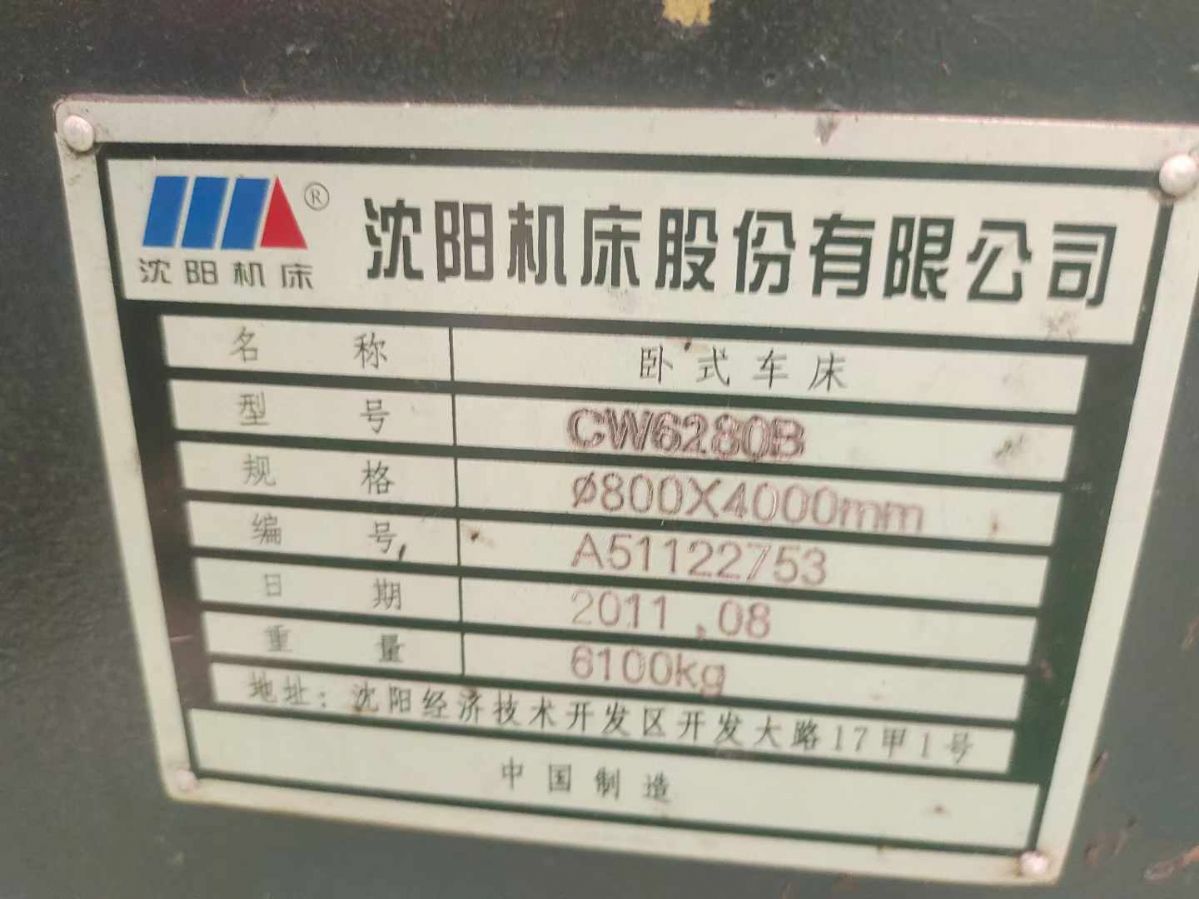 沈阳机床 ®
沈阳机床股份有限公司
名 称 卧式车床
型 号 CW6280B
规 格 ø800X4000mm
编 号 A51122753
日 期 2011.08
重 量 6100kg
地址：沈阳经济技术开发区开发大路17甲1号
中国制造